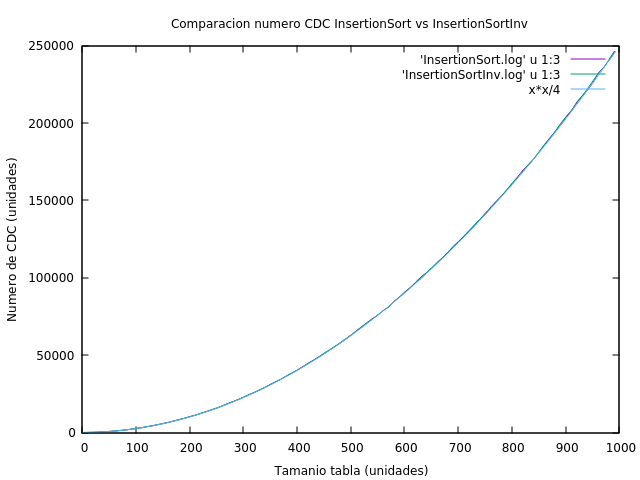 Comparacion numero CDC InsertionSort vs InsertionSortInv
250000
200000
150000
100000
50000
0
Numero de CDC (unidades)
'InsertionSort.log' u 1:3
'InsertionSortInv.log' u 1:3
x*x/4
0 100 200 300 400 500 600 700 800 900 1000
Tamanio tabla (unidades)